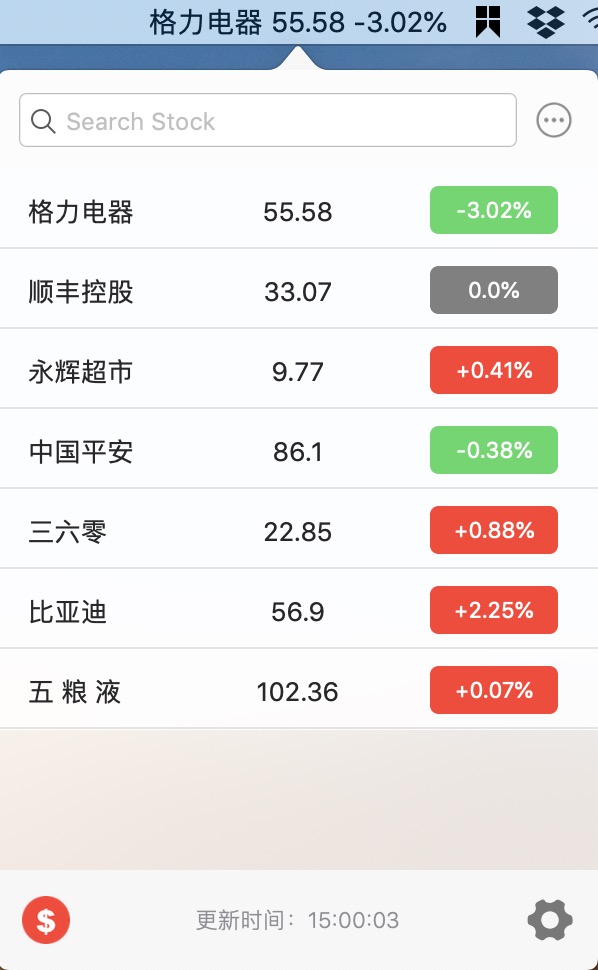 格力电器 55.58 -3.02%
Search Stock
格力电器 55.58 -3.02%
顺丰控股 33.07 0.0%
永辉超市 9.77 +0.41%
中国平安 86.1 -0.38%
三六零 22.85 +0.88%
比亚迪 56.9 +2.25%
五 粮 液 102.36 +0.07%
$ 更新时间：15:00:03